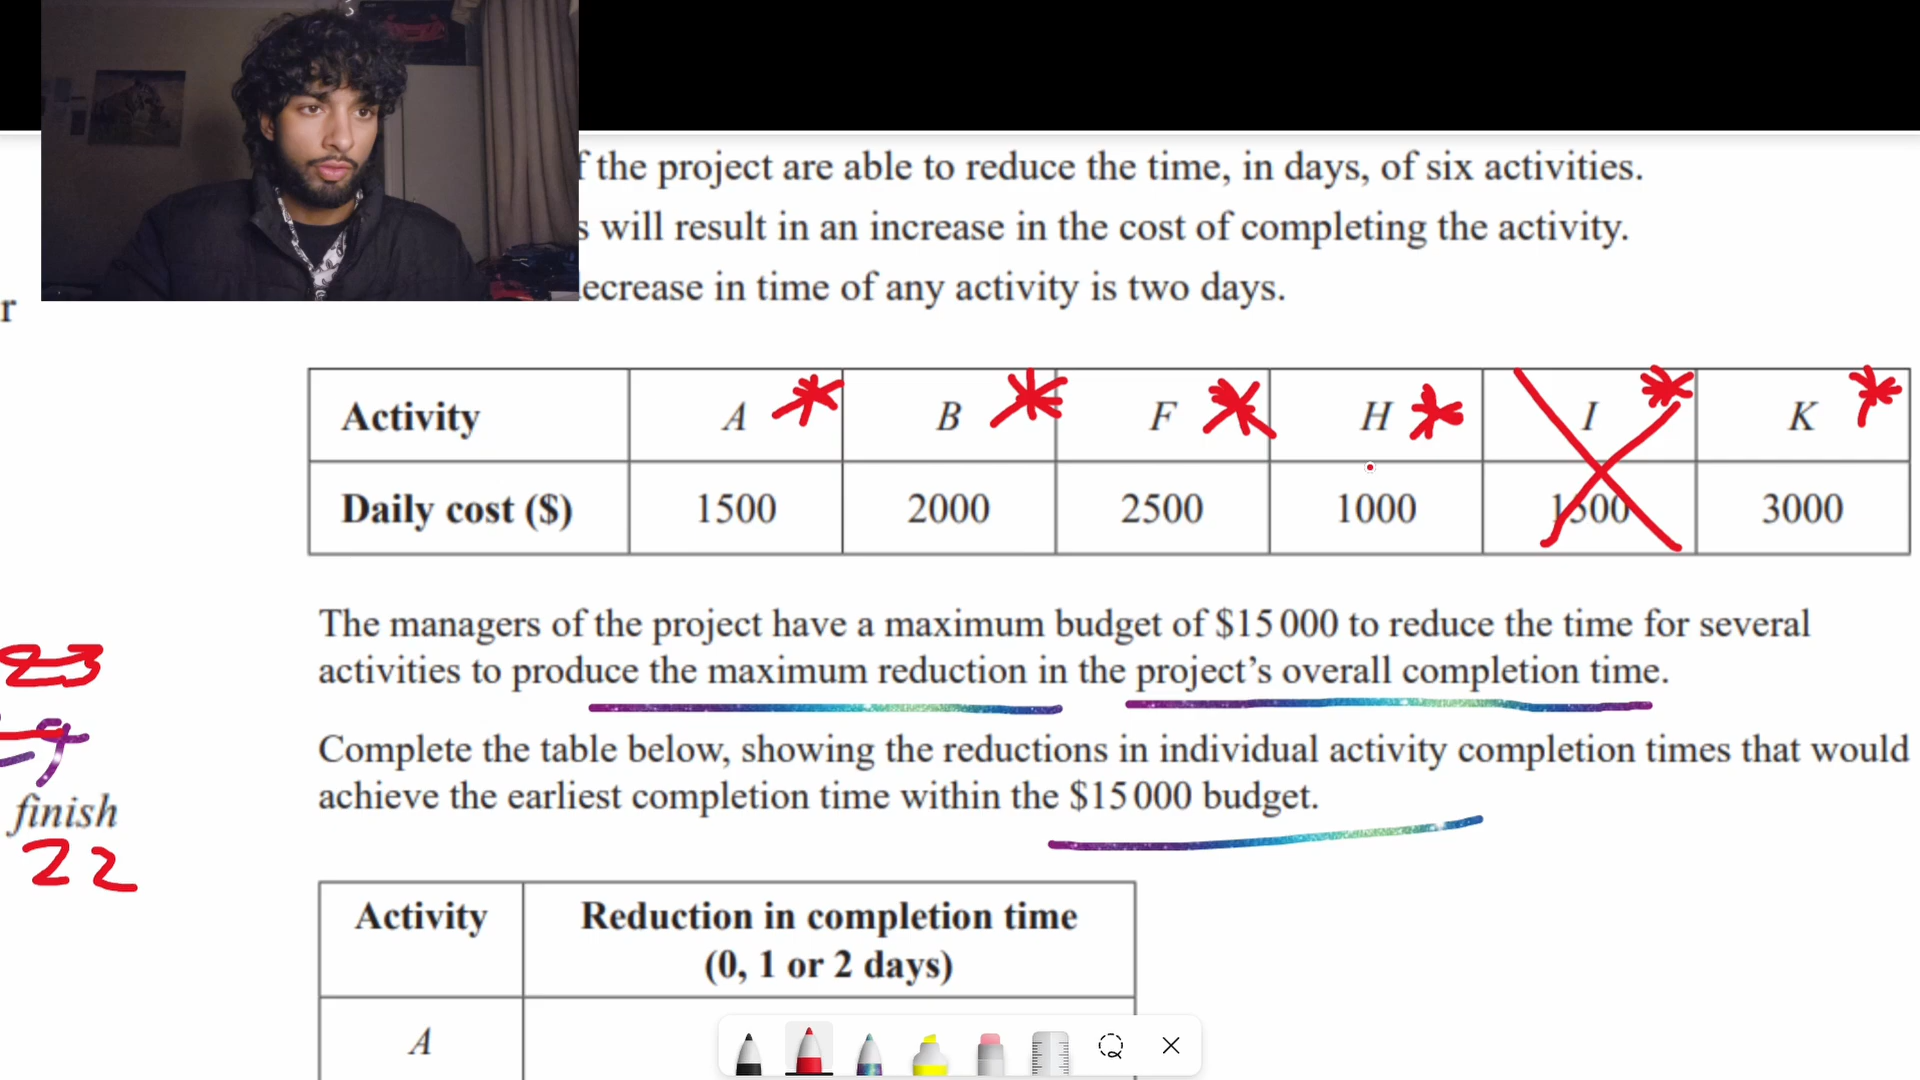 f the project are able to reduce the time, in days, of six activities.
s will result in an increase in the cost of completing the activity.
ecrease in time of any activity is two days.
r
Activity A B F H I K
Daily cost ($) 1500 2000 2500 1000 1500 3000
The managers of the project have a maximum budget of $15 000 to reduce the time for several
activities to produce the maximum reduction in the project's overall completion time.
23
Complete the table below, showing the reductions in individual activity completion times that would
achieve the earliest completion time within the $15 000 budget.
finish
22
Activity Reduction in completion time
(0, 1 or 2 days)
A